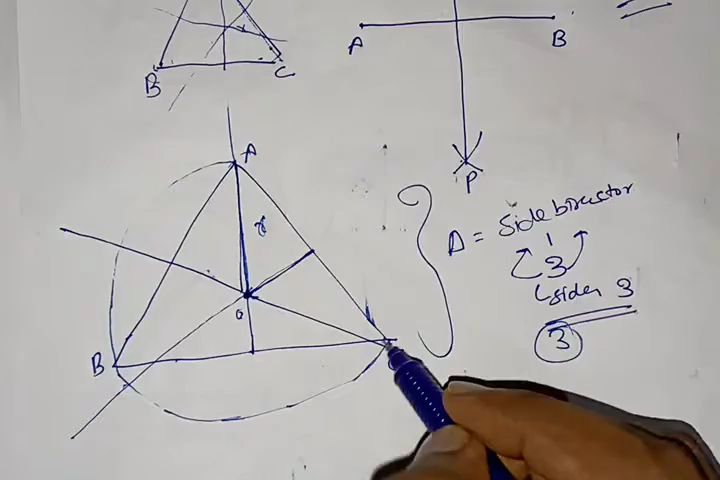 A
B
B
C
P
A
B
O
Δ = Side bisector
1
3
sides 3
3